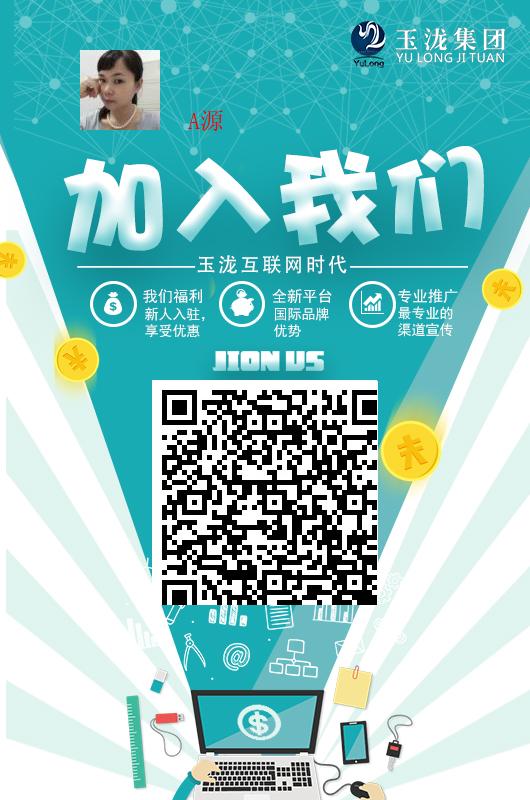 玉泷集团
YuLong
YU LONG JI TUAN
A源
加入我们
玉泷互联网时代
我们福利
新人入驻，
享受优惠
全新平台
国际品牌
优势
专业推广
最专业的
渠道宣传
JION US